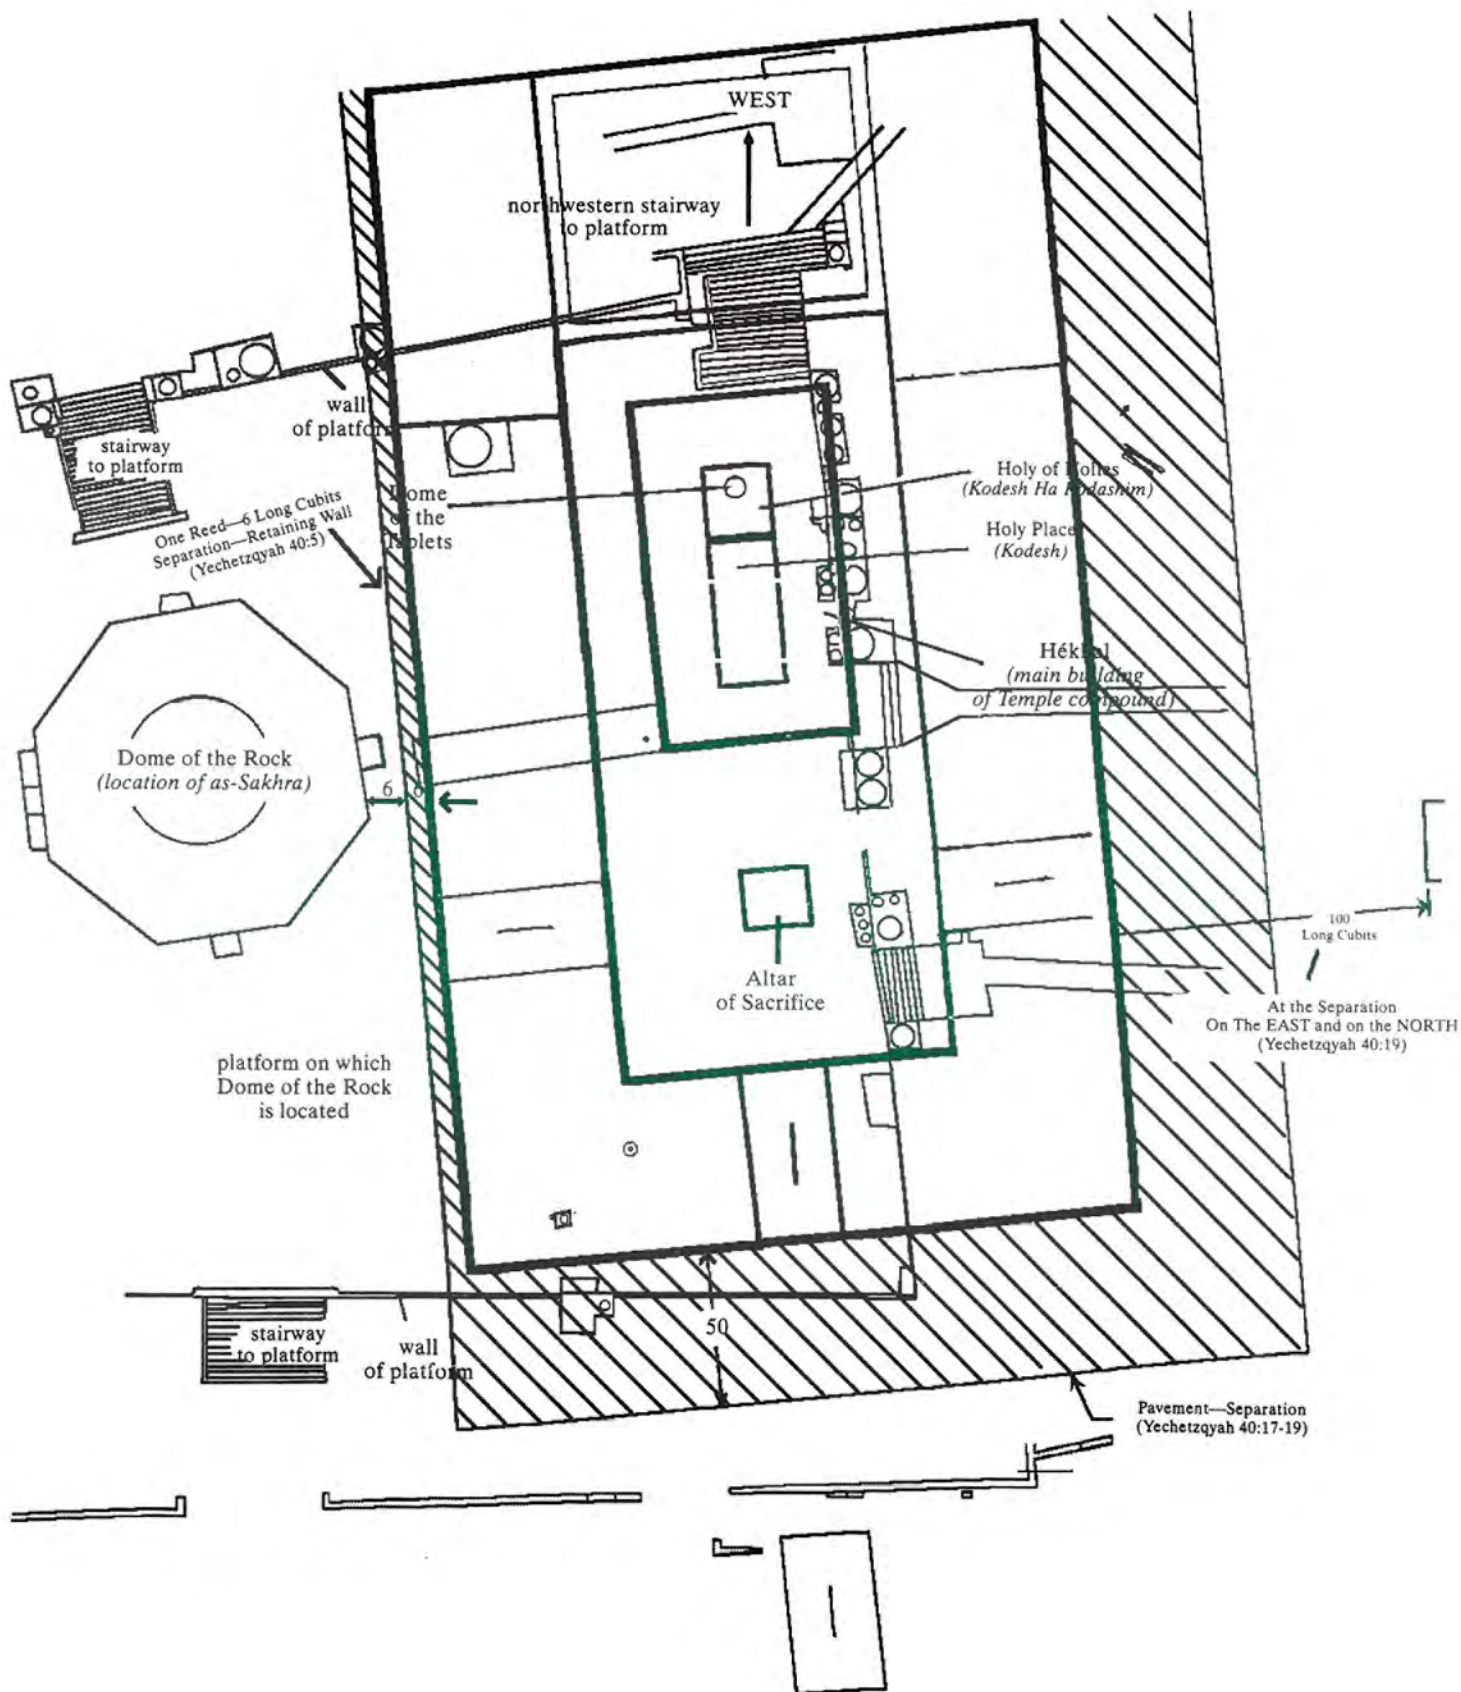 WEST
northwestern stairway
to platform
wall
of platform
stairway
to platform
One Reed—6 Long Cubits
Separation—Retaining Wall
(Yechetzqyah 40:5)
Dome
of the
Tablets
Holy of Holies
(Kodesh Ha Kodashim)
Holy Place
(Kodesh)
Hékhal
(main building
of Temple compound)
Dome of the Rock
(location of as-Sakhra)
6
6
100
Long Cubits
Altar
of Sacrifice
At the Separation
On The EAST and on the NORTH
(Yechetzqyah 40:19)
platform on which
Dome of the Rock
is located
50
stairway
to platform
wall
of platform
Pavement—Separation
(Yechetzqyah 40:17-19)